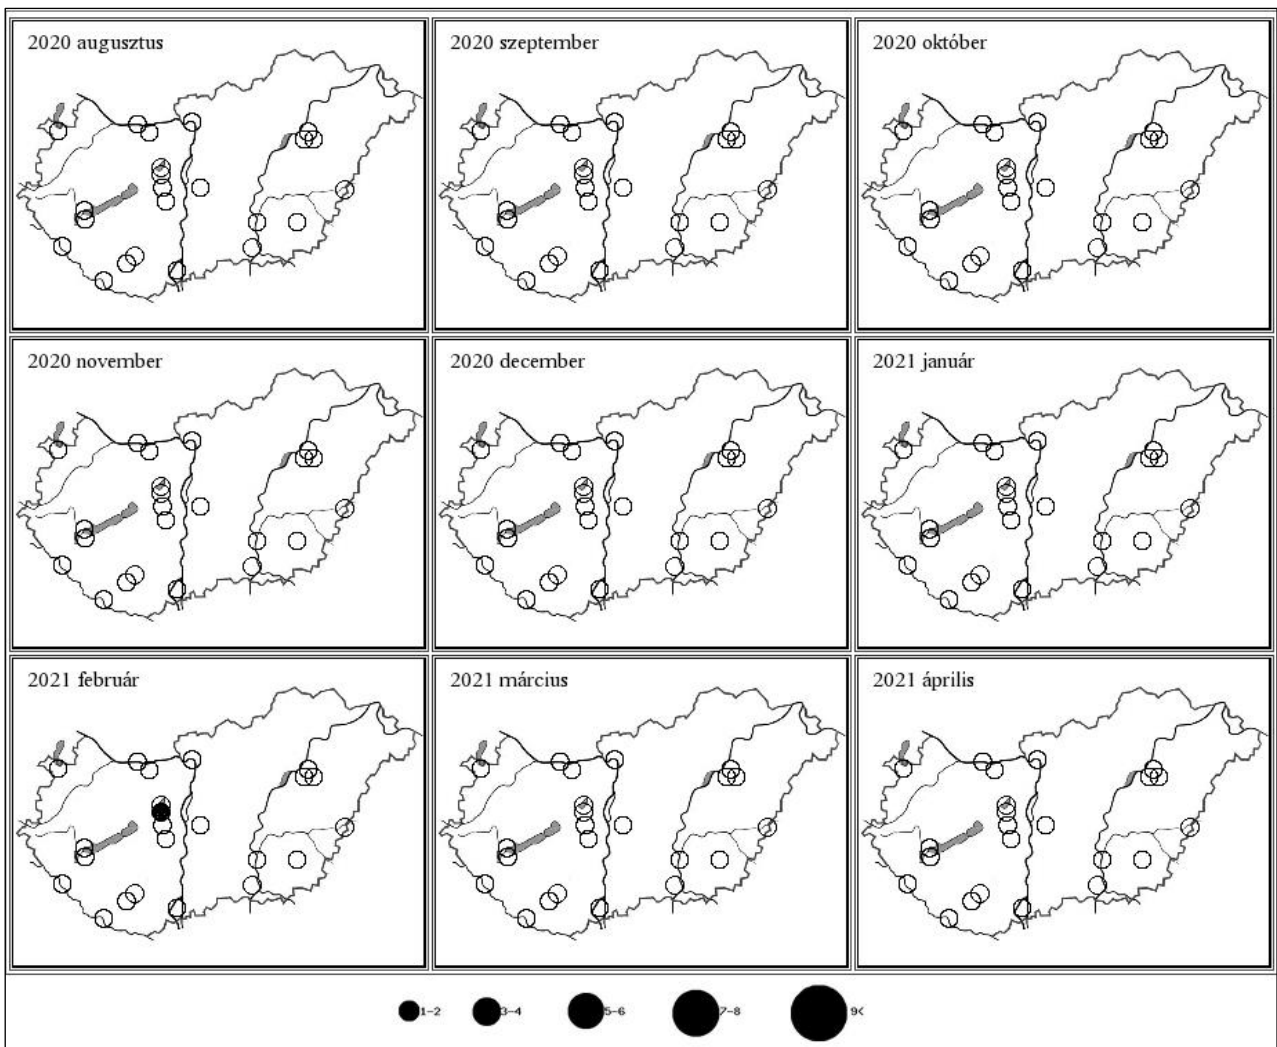 2020 augusztus
2020 szeptember
2020 október
2020 november
2020 december
2021 január
2021 február
2021 március
2021 április
1-2 3-4 5-6 7-8 9<